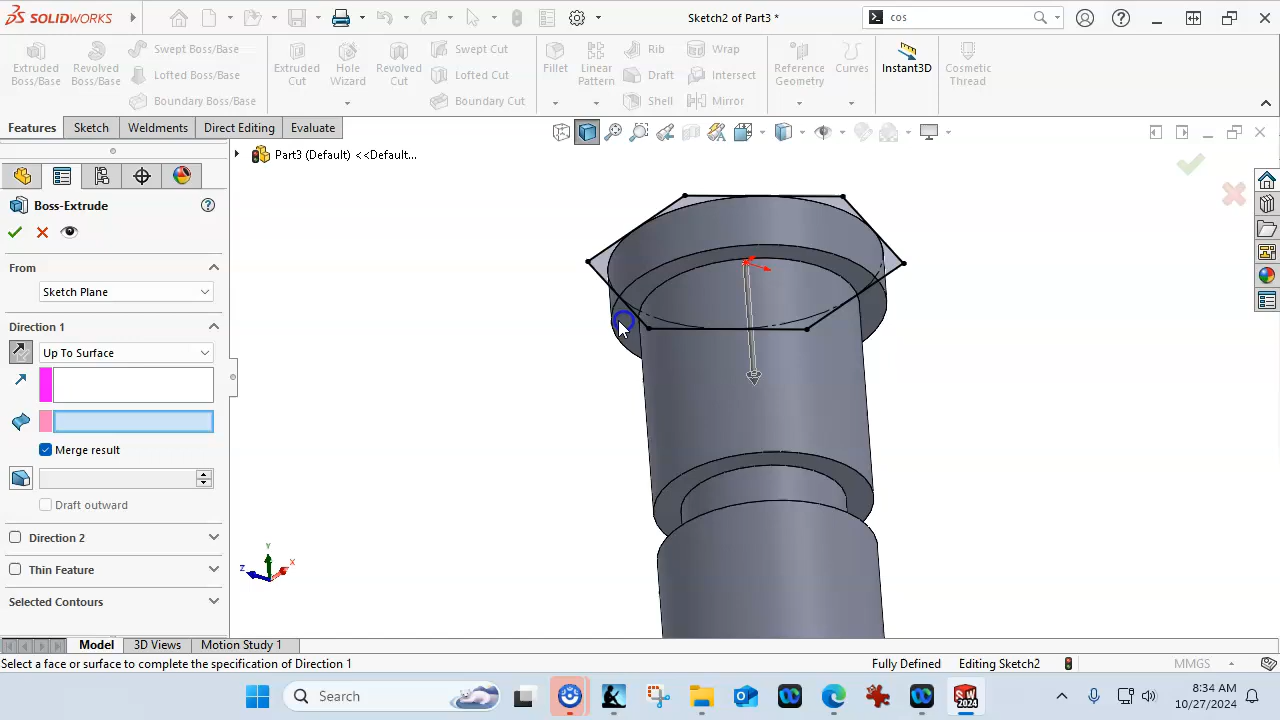 SOLIDWORKS
Sketch2 of Part3 *
cos
Extruded Boss/Base
Revolved Boss/Base
Swept Boss/Base
Lofted Boss/Base
Boundary Boss/Base
Extruded Cut
Hole Wizard
Revolved Cut
Swept Cut
Lofted Cut
Boundary Cut
Fillet
Linear Pattern
Rib
Draft
Shell
Wrap
Intersect
Mirror
Reference Geometry
Curves
Instant3D
Cosmetic Thread
Features
Sketch
Weldments
Direct Editing
Evaluate
Part3 (Default) <<Default...
Boss-Extrude
From
Sketch Plane
Direction 1
Up To Surface
Merge result
Draft outward
Direction 2
Thin Feature
Selected Contours
Y
X
Z
Model
3D Views
Motion Study 1
Select a face or surface to complete the specification of Direction 1
Fully Defined
Editing Sketch2
MMGS
Search
SW
2024
8:34 AM
10/27/2024